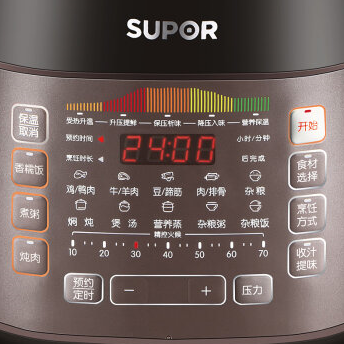 SUPOR
受热升温 升压提鲜 保压析味 降压入味 营养保温
保温
取消
预约时间
24:00
小时/分钟
开始
烹饪时长
后完成
香糯饭
食材
选择
鸡/鸭肉 牛/羊肉 豆/蹄筋 肉/排骨 杂粮
煮粥
焖炖 煲汤 营养蒸 杂粮粥 杂粮饭
烹饪
方式
精控火候
炖肉
10 20 30 40 50 60 70
收汁
提味
预约
定时
− +
压力